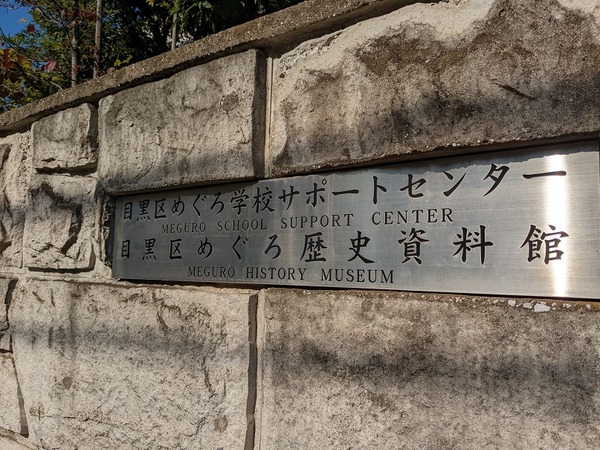 目黒区めぐろ学校サポートセンター
MEGURO SCHOOL SUPPORT CENTER
目黒区めぐろ歴史資料館
MEGURO HISTORY MUSEUM